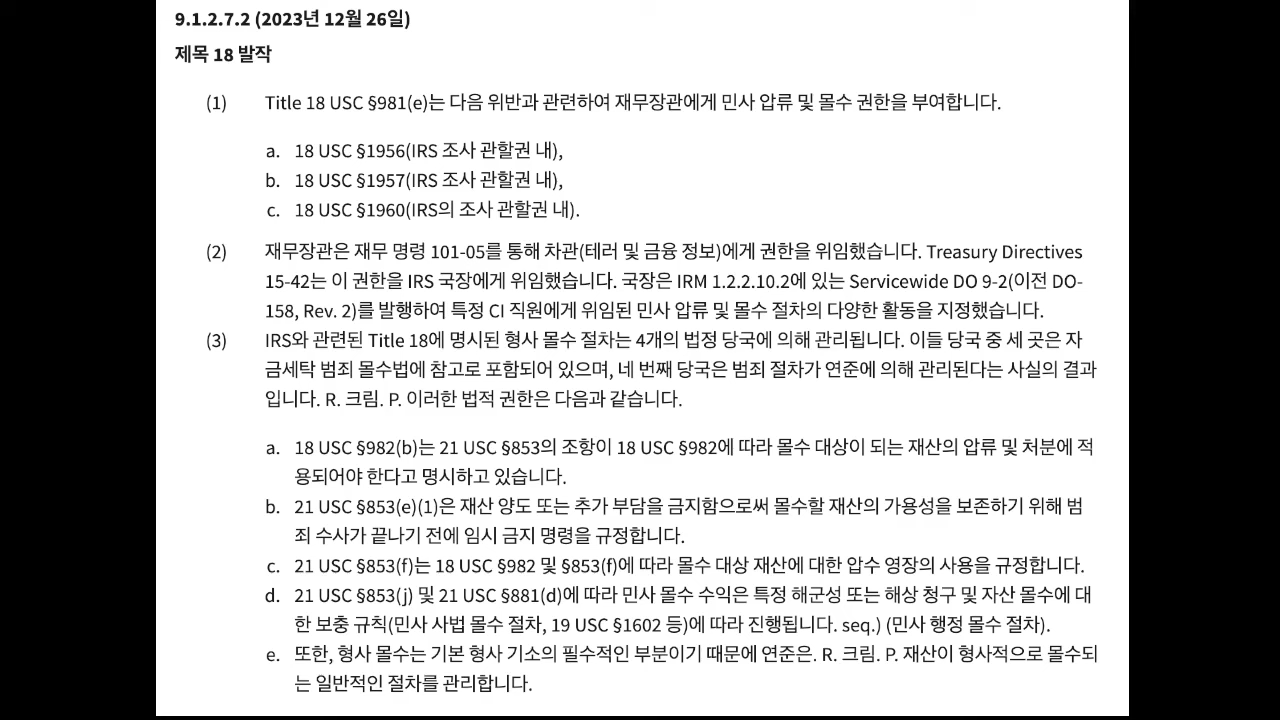 9.1.2.7.2 (2023년 12월 26일)
제목 18 발작
(1) Title 18 USC §981(e)는 다음 위반과 관련하여 재무장관에게 민사 압류 및 몰수 권한을 부여합니다.
a. 18 USC §1956(IRS 조사 관할권 내),
b. 18 USC §1957(IRS 조사 관할권 내),
c. 18 USC §1960(IRS의 조사 관할권 내).
(2) 재무장관은 재무 명령 101-05를 통해 차관(테러 및 금융 정보)에게 권한을 위임했습니다. Treasury Directives
15-42는 이 권한을 IRS 국장에게 위임했습니다. 국장은 IRM 1.2.2.10.2에 있는 Servicewide DO 9-2(이전 DO-
158, Rev. 2)를 발행하여 특정 CI 직원에게 위임된 민사 압류 및 몰수 절차의 다양한 활동을 지정했습니다.
(3) IRS와 관련된 Title 18에 명시된 형사 몰수 절차는 4개의 법정 당국에 의해 관리됩니다. 이들 당국 중 세 곳은 자
금세탁 범죄 몰수법에 참고로 포함되어 있으며, 네 번째 당국은 범죄 절차가 연준에 의해 관리된다는 사실의 결과
입니다. R. 크림. P. 이러한 법적 권한은 다음과 같습니다.
a. 18 USC §982(b)는 21 USC §853의 조항이 18 USC §982에 따라 몰수 대상이 되는 재산의 압류 및 처분에 적
용되어야 한다고 명시하고 있습니다.
b. 21 USC §853(e)(1)은 재산 양도 또는 추가 부담을 금지함으로써 몰수할 재산의 가용성을 보존하기 위해 범
죄 수사가 끝나기 전에 임시 금지 명령을 규정합니다.
c. 21 USC §853(f)는 18 USC §982 및 §853(f)에 따라 몰수 대상 재산에 대한 압수 영장의 사용을 규정합니다.
d. 21 USC §853(j) 및 21 USC §881(d)에 따라 민사 몰수 수익은 특정 해군성 또는 해상 청구 및 자산 몰수에 대
한 보충 규칙(민사 사법 몰수 절차, 19 USC §1602 등)에 따라 진행됩니다. seq.) (민사 행정 몰수 절차).
e. 또한, 형사 몰수는 기본 형사 기소의 필수적인 부분이기 때문에 연준은. R. 크림. P. 재산이 형사적으로 몰수되
는 일반적인 절차를 관리합니다.